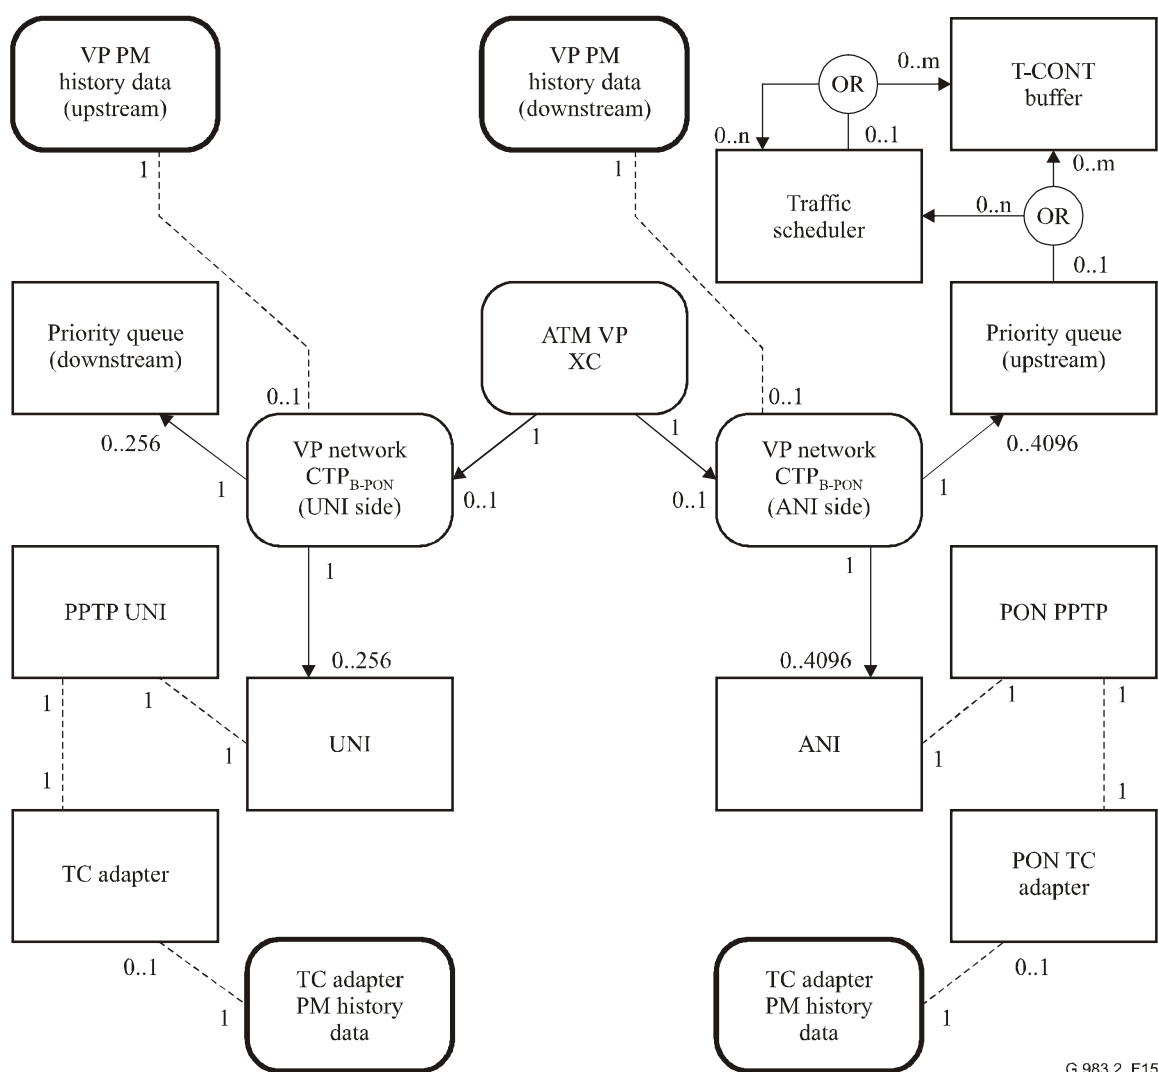 VP PM
history data
(upstream)
VP PM
history data
(downstream)
OR
0..m
T-CONT
buffer
0..n
0..1
1
1
0..m
Traffic
scheduler
0..n
OR
0..1
Priority queue
(downstream)
ATM VP
XC
Priority queue
(upstream)
0..1
0..1
0..256
1
1
0..4096
VP network
CTPB-PON
(UNI side)
VP network
CTPB-PON
(ANI side)
1
0..1
0..1
1
1
1
PPTP UNI
PON PPTP
0..256
0..4096
1
1
1
1
UNI
ANI
1
1
1
1
TC adapter
PON TC
adapter
0..1
0..1
TC adapter
PM history
data
TC adapter
PM history
data
1
1
G.983.2_F15